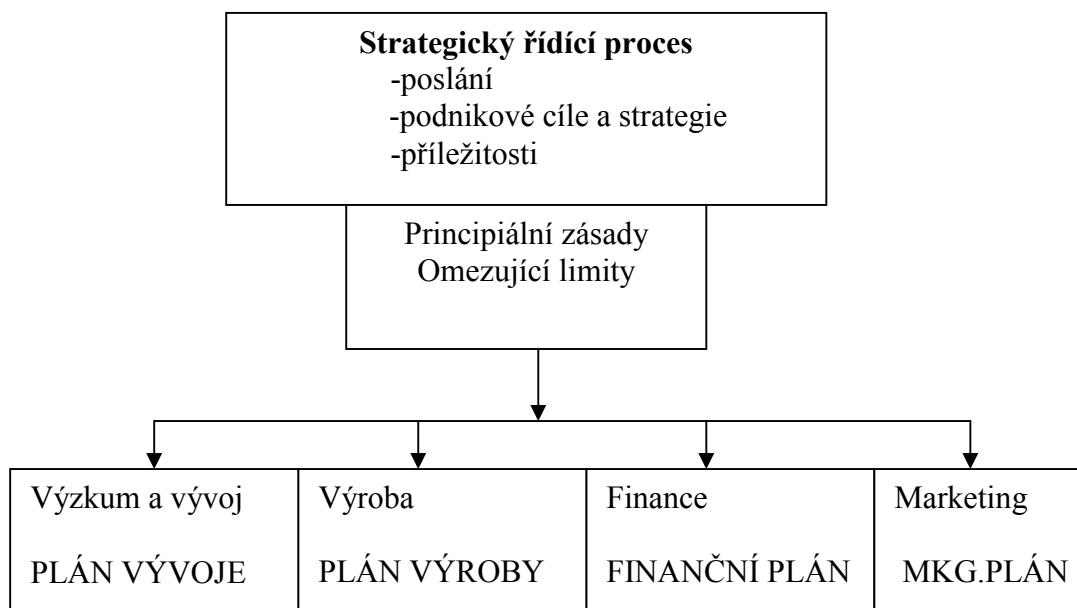 Strategický řídící proces
-poslání
-podnikové cíle a strategie
-příležitosti
Principiální zásady
Omezující limity
Výzkum a vývoj
PLÁN VÝVOJE
Výroba
PLÁN VÝROBY
Finance
FINANČNÍ PLÁN
Marketing
MKG.PLÁN